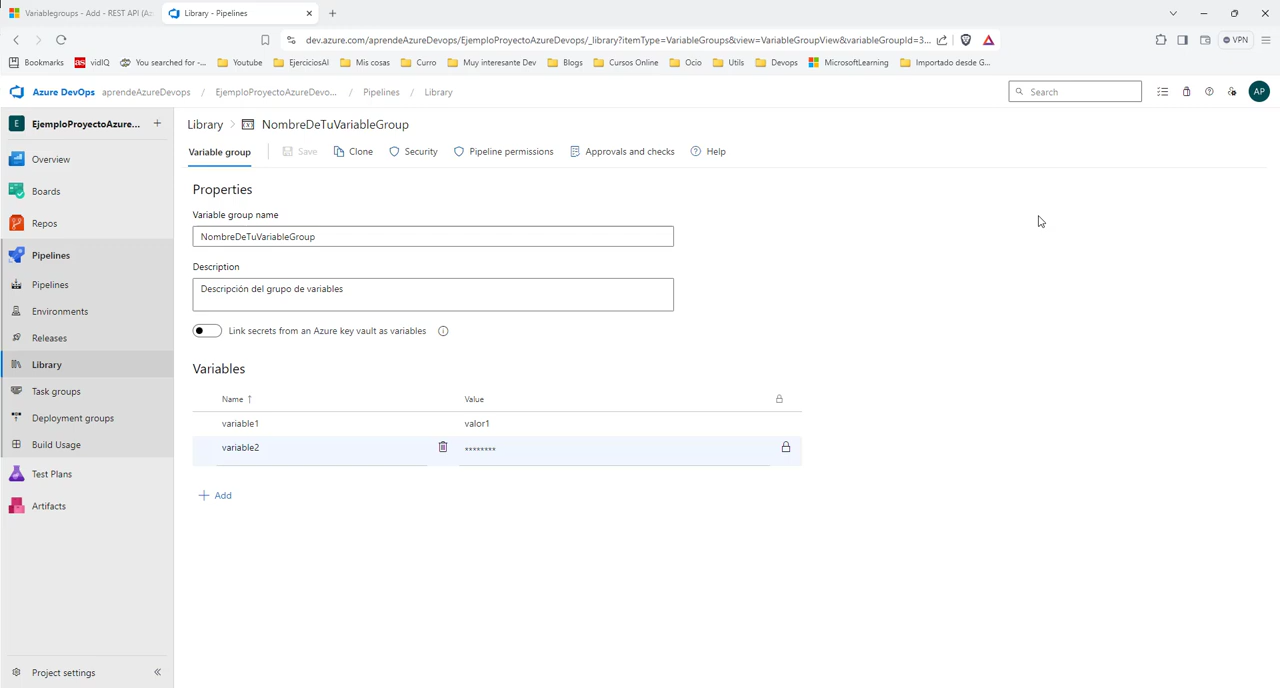 Variablegroups - Add - REST API (A:
Library - Pipelines
dev.azure.com/aprendeAzureDevops/EjemploProyectoAzureDevops/_library?itemType=VariableGroups&view=VariableGroupView&variableGroupId=3...
VPN
Bookmarks
vidIQ
You searched for -...
Youtube
EjerciciosAI
Mis cosas
Curro
Muy interesante Dev
Blogs
Cursos Online
Ocio
Utils
Devops
MicrosoftLearning
Importado desde G...
Azure DevOps aprendeAzureDevops / EjemploProyectoAzureDevo... / Pipelines / Library
Search
AP
E EjemploProyectoAzure... +
Overview
Boards
Repos
Pipelines
Pipelines
Environments
Releases
Library
Task groups
Deployment groups
Build Usage
Test Plans
Artifacts
Project settings
Library > NombreDeTuVariableGroup
Variable group Save Clone Security Pipeline permissions Approvals and checks Help
Properties
Variable group name
NombreDeTuVariableGroup
Description
Descripción del grupo de variables
Link secrets from an Azure key vault as variables
Variables
Name ↑ Value
variable1 valor1
variable2 ********
+ Add